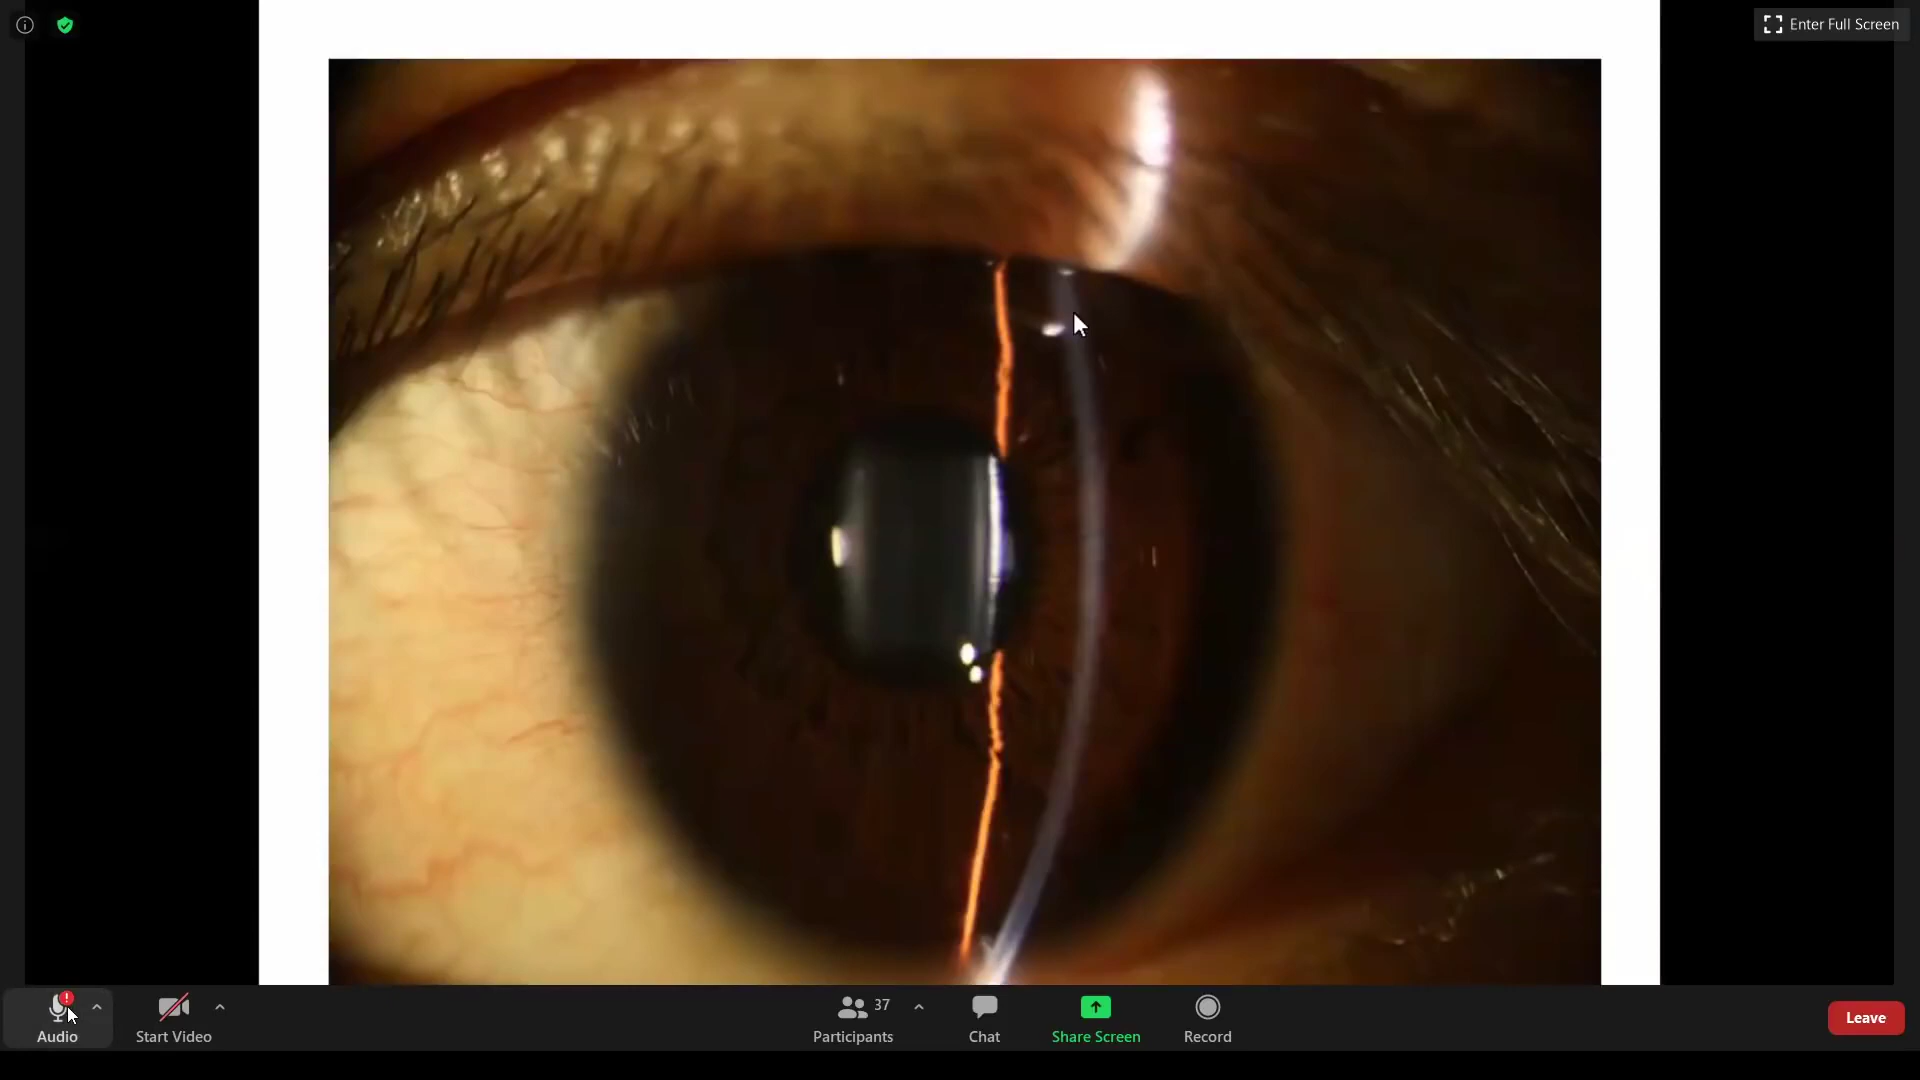 Enter Full Screen
37
Audio
Start Video
Participants
Chat
Share Screen
Record
Leave